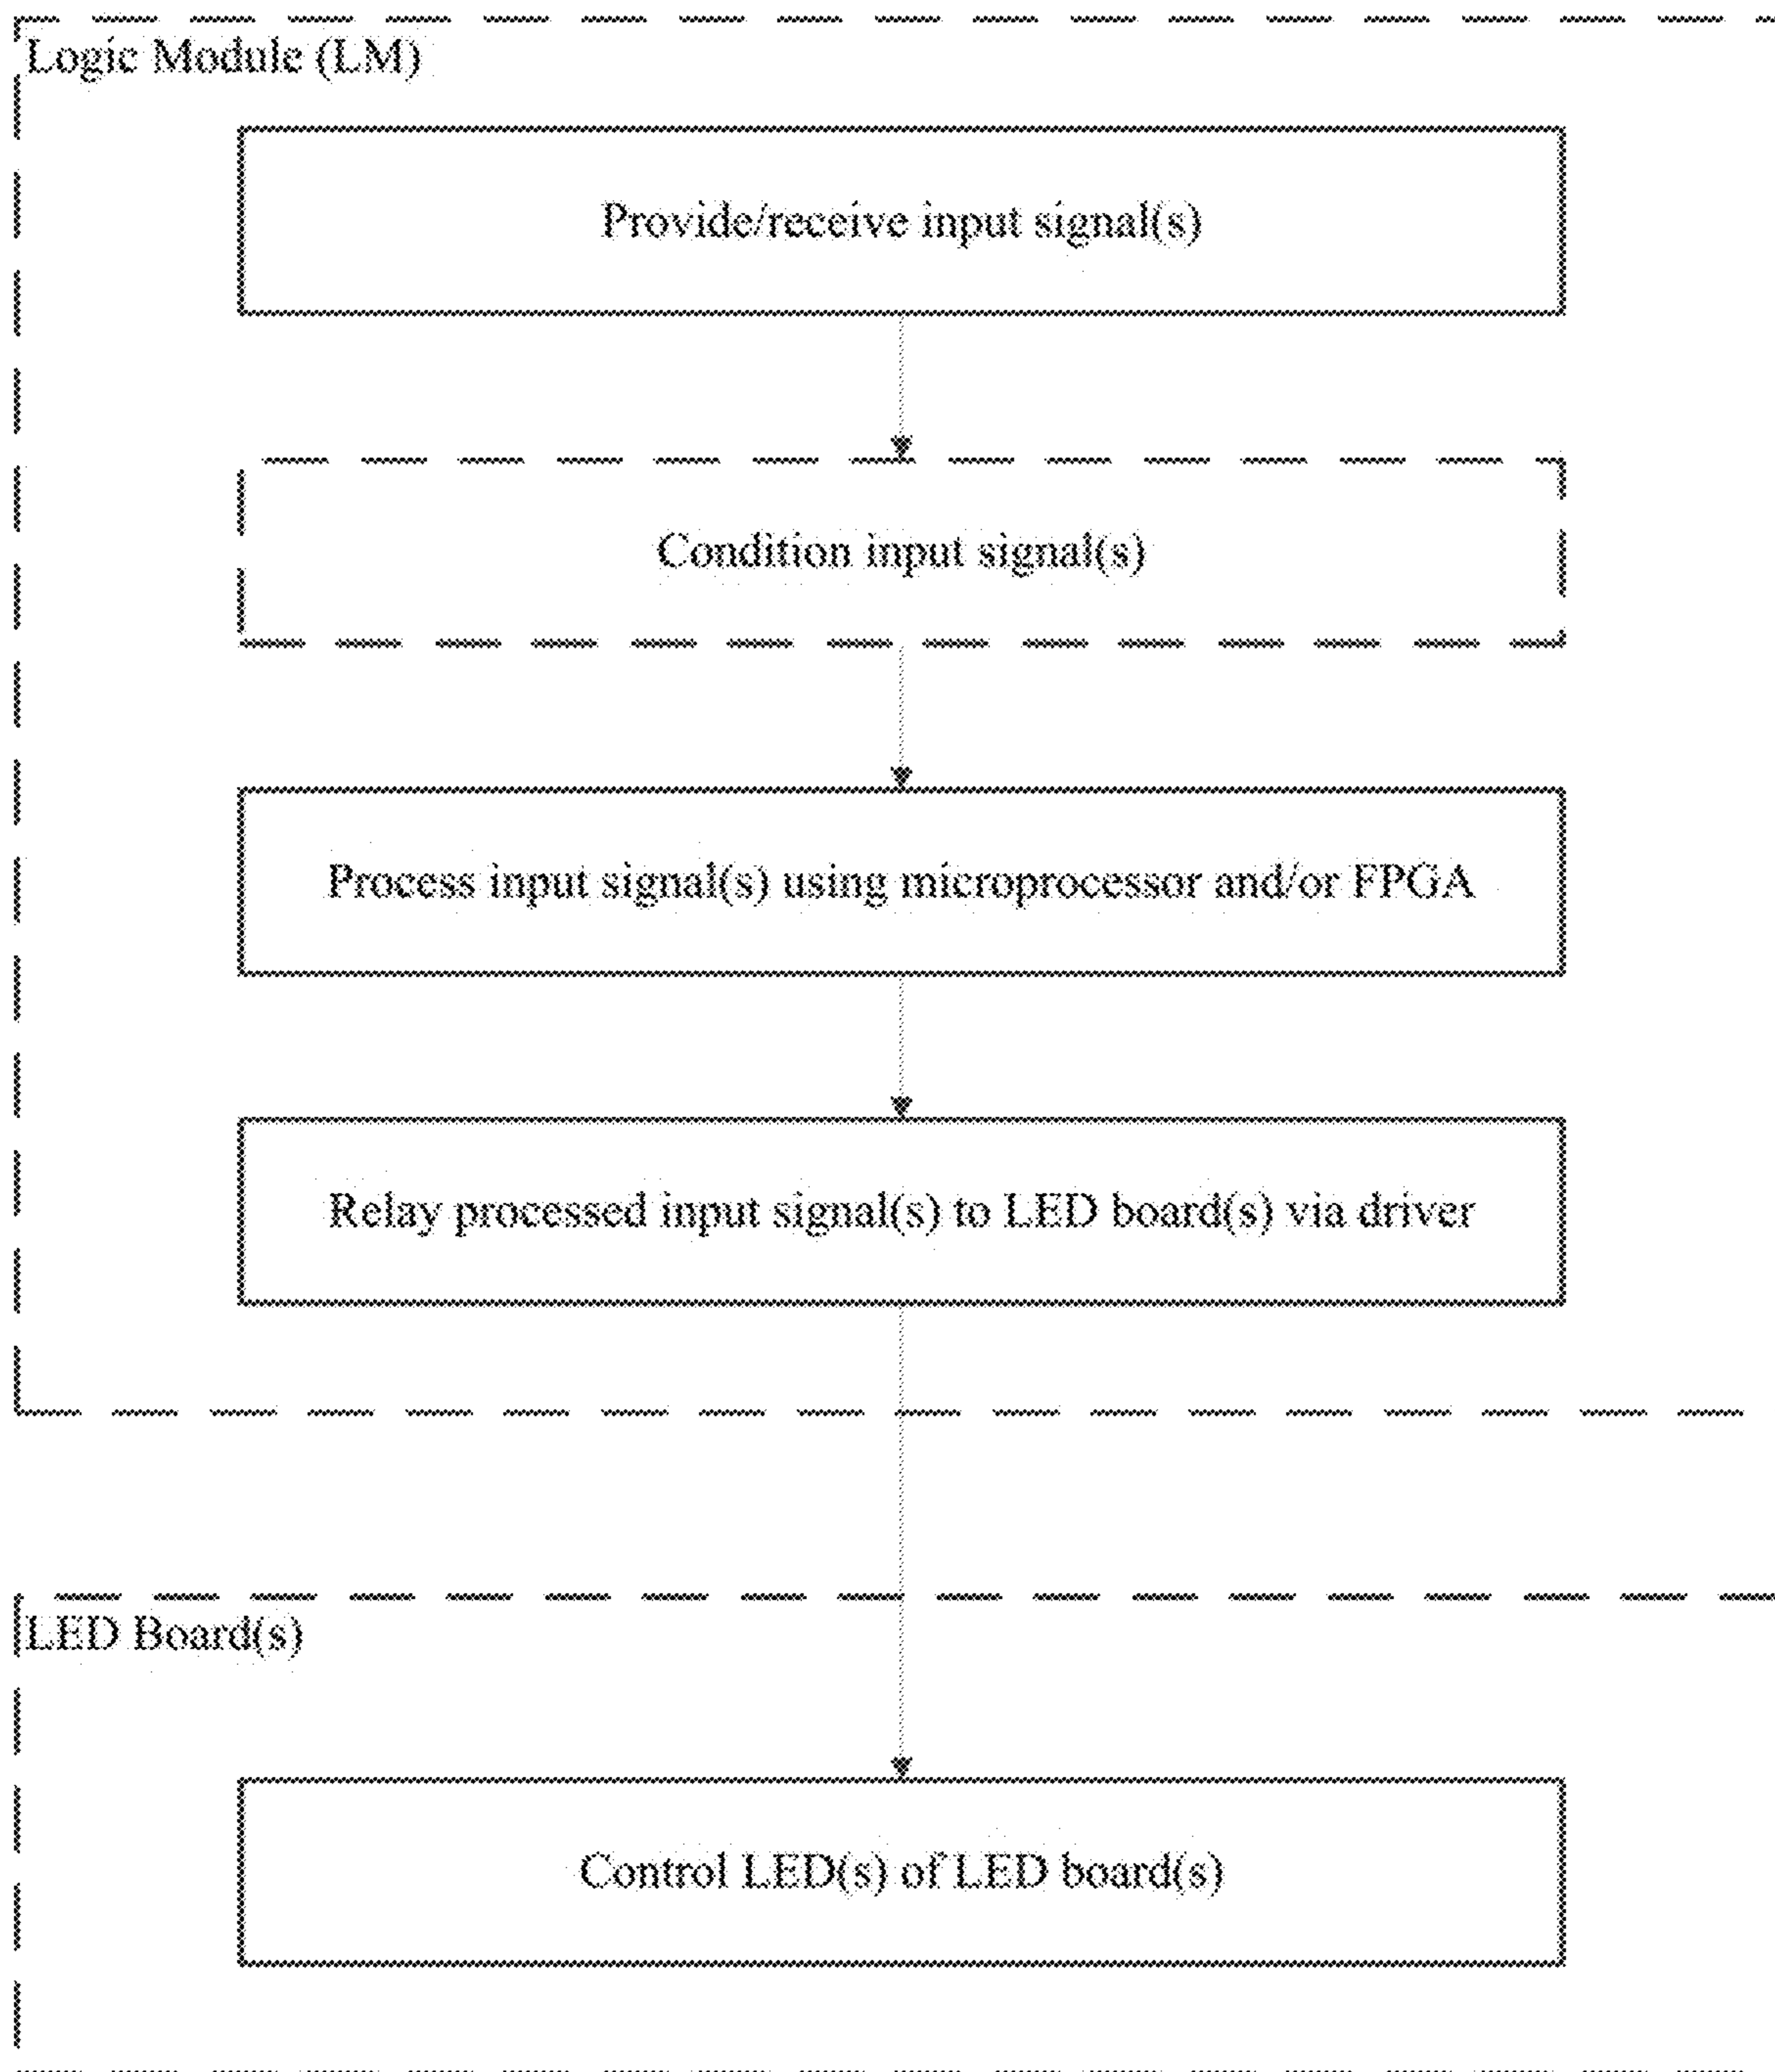 Logic Module (LM)
Provide/receive input signal(s)
Condition input signal(s)
Process input signal(s) using microprocessor and/or FPGA
Relay processed input signal(s) to LED board(s) via driver
LED Board(s)
Control LED(s) of LED board(s)